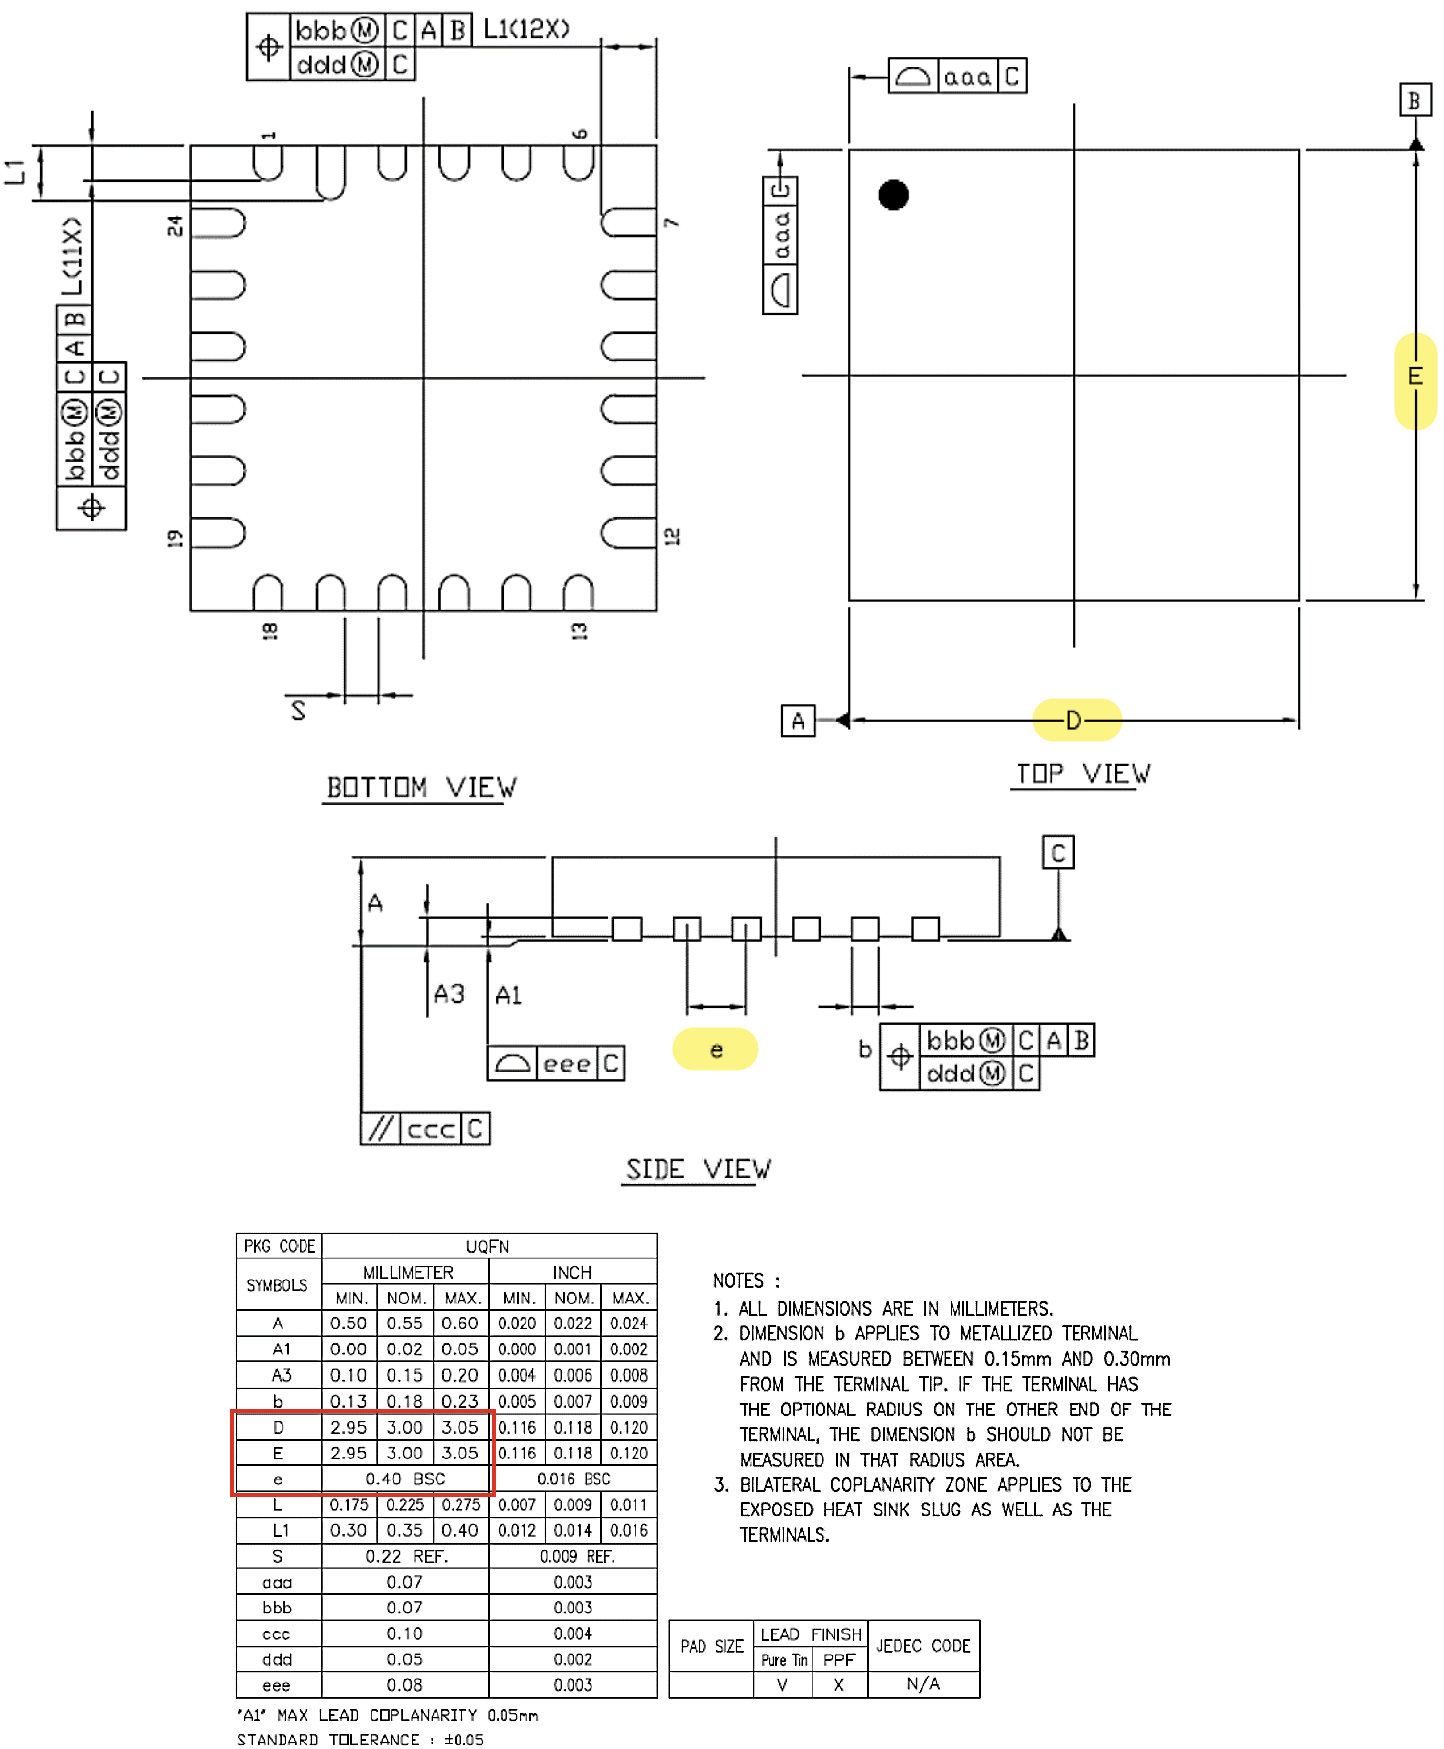 bbbⓂ C A B L1(12X)
dddⓂ C
aaa C
B
1 6
L1
L(11X)
24 7
aaa C
bbbⓂ C A B
dddⓂ C
E
19 12
18 13
S
A D
BOTTOM VIEW
TOP VIEW
C
A
A3 A1
e
b bbbⓂ C A B
dddⓂ C
eee C
// ccc C
SIDE VIEW
PKG CODE UQFN
SYMBOLS MILLIMETER INCH
MIN. NOM. MAX. MIN. NOM. MAX.
A 0.50 0.55 0.60 0.020 0.022 0.024
A1 0.00 0.02 0.05 0.000 0.001 0.002
A3 0.10 0.15 0.20 0.004 0.006 0.008
b 0.13 0.18 0.23 0.005 0.007 0.009
D 2.95 3.00 3.05 0.116 0.118 0.120
E 2.95 3.00 3.05 0.116 0.118 0.120
e 0.40 BSC 0.016 BSC
L 0.175 0.225 0.275 0.007 0.009 0.011
L1 0.30 0.35 0.40 0.012 0.014 0.016
S 0.22 REF. 0.009 REF.
aaa 0.07 0.003
bbb 0.07 0.003
ccc 0.10 0.004
ddd 0.05 0.002
eee 0.08 0.003
"A1" MAX LEAD COPLANARITY 0.05mm
STANDARD TOLERANCE : ±0.05
NOTES :
1. ALL DIMENSIONS ARE IN MILLIMETERS.
2. DIMENSION b APPLIES TO METALLIZED TERMINAL
AND IS MEASURED BETWEEN 0.15mm AND 0.30mm
FROM THE TERMINAL TIP. IF THE TERMINAL HAS
THE OPTIONAL RADIUS ON THE OTHER END OF THE
TERMINAL, THE DIMENSION b SHOULD NOT BE
MEASURED IN THAT RADIUS AREA.
3. BILATERAL COPLANARITY ZONE APPLIES TO THE
EXPOSED HEAT SINK SLUG AS WELL AS THE
TERMINALS.
PAD SIZE LEAD FINISH JEDEC CODE
Pure Tin PPF
V X N/A